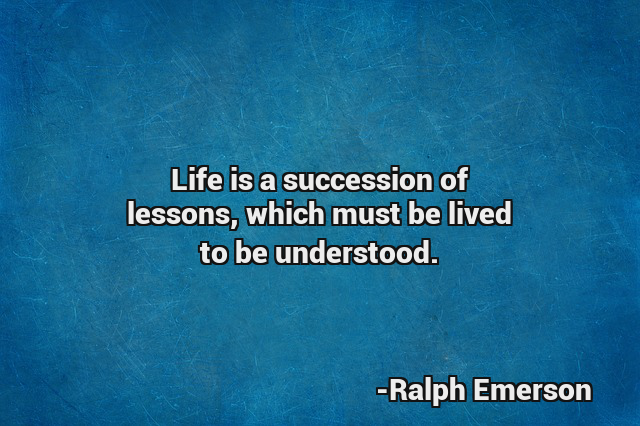 Life is a succession of
lessons, which must be lived
to be understood.
-Ralph Emerson